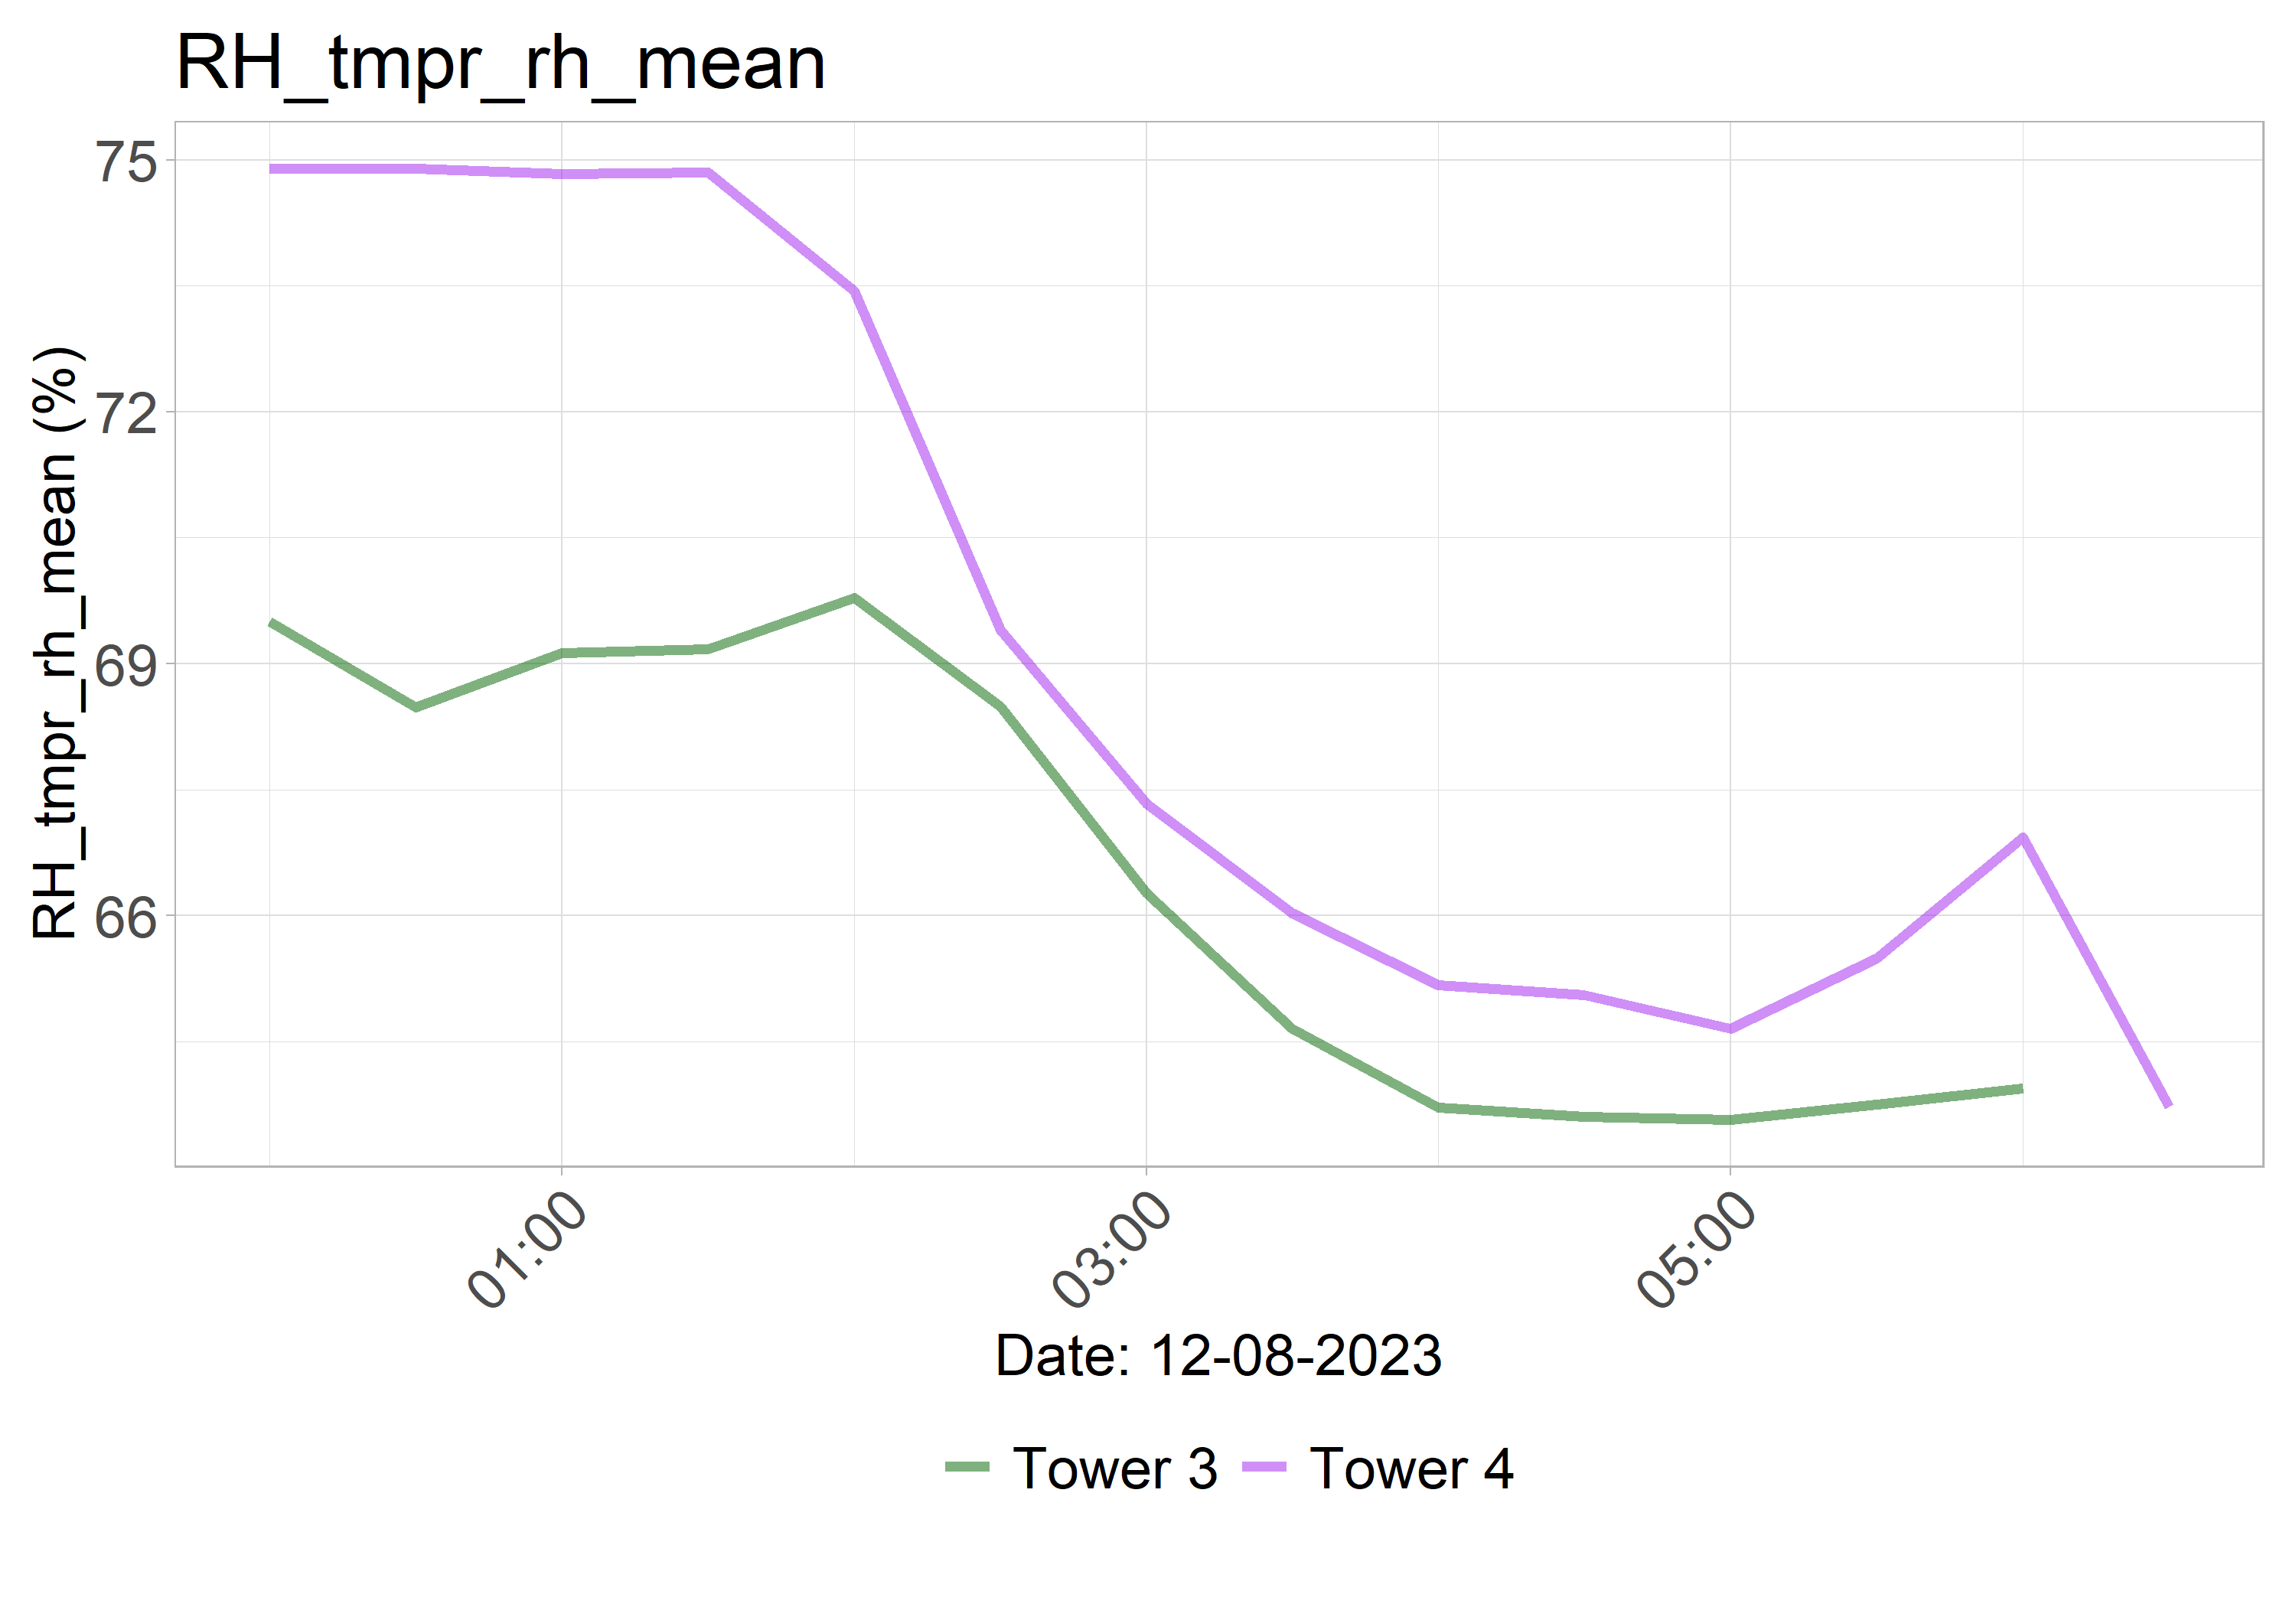 RH_tmpr_rh_mean
RH_tmpr_rh_mean (%)
75
72
69
66
01:00
03:00
05:00
Date: 12-08-2023
Tower 3
Tower 4